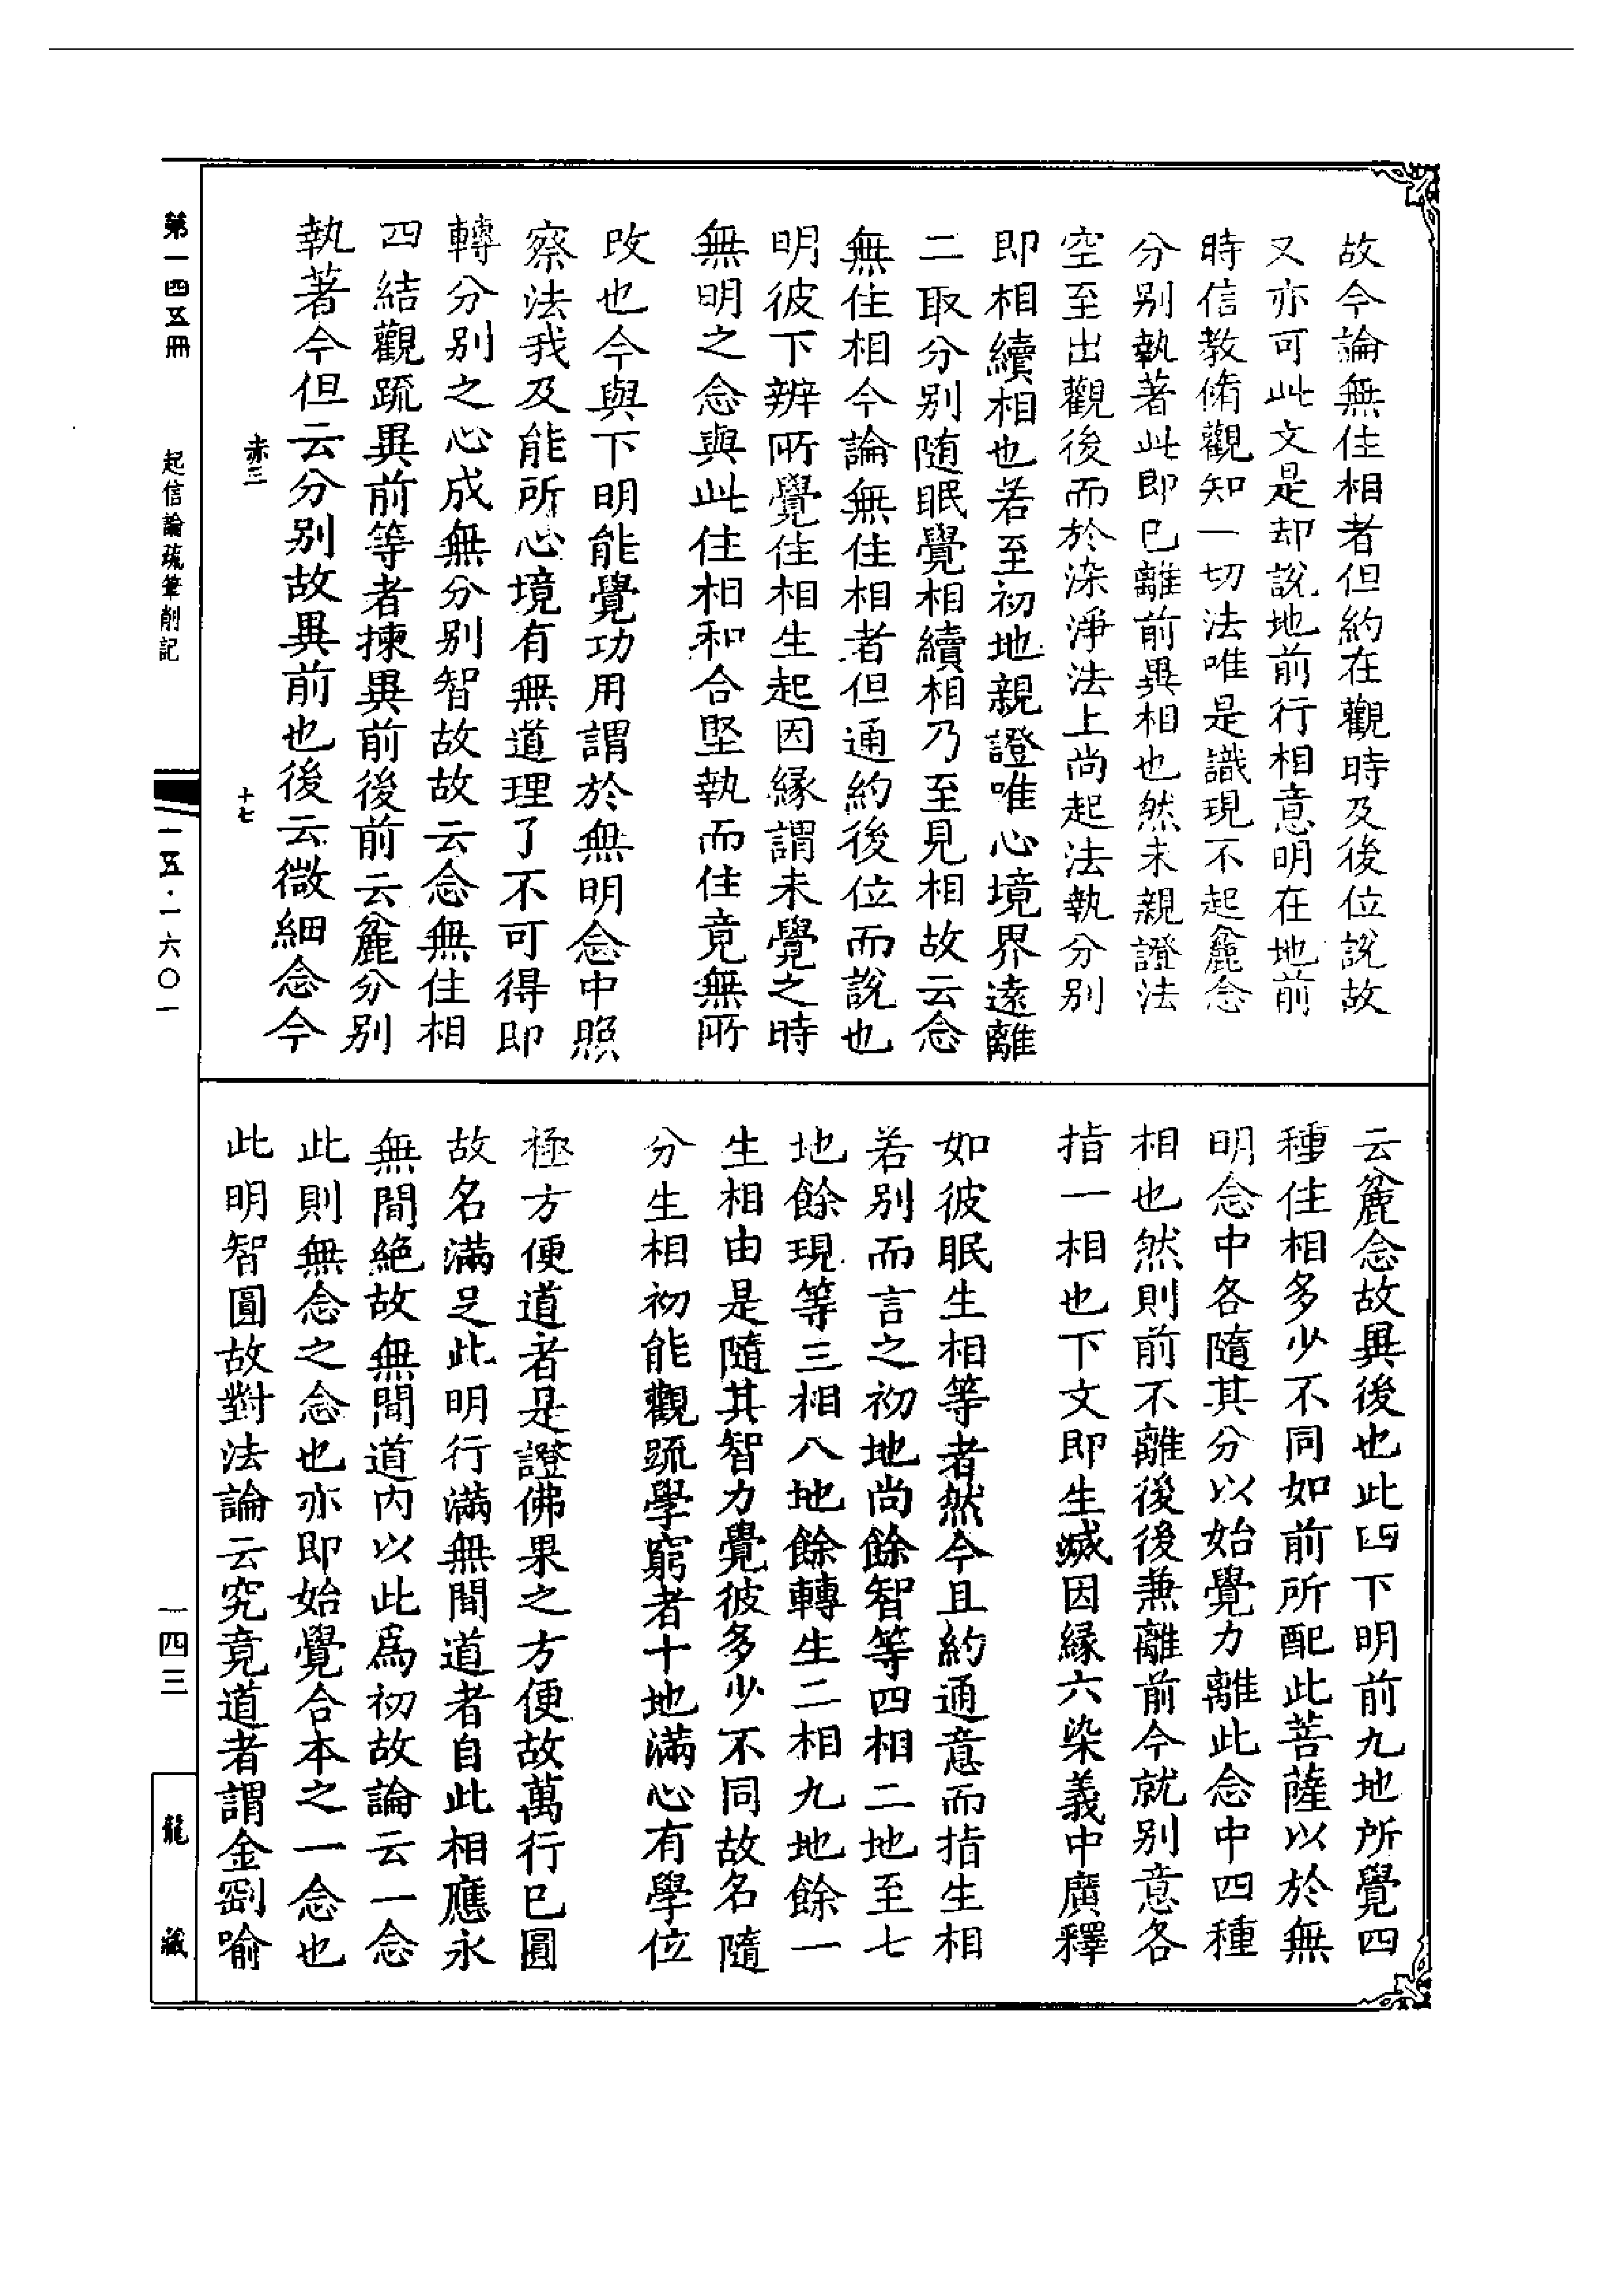 故今論無住相者但約在觀時及後位說故
又亦可此文是却說地前行相意明在地前
時信教脩觀知一切法唯是識現不起麁念
分別執著此即已離前異相也然未親證法
空至出觀後而於染淨法上尚起法執分別
即相續相也若至初地親證唯心境界遠離
二取分別随眠覺相續相乃至見相故云念
無住相今論無住相者但通約後位而說也
明彼下辨所覺住相生起因縁謂未覺之時
無明之念與此住相和合堅執而住竟無所
攺也今與下明能覺功用謂於無明念中照
察法我及能所心境有無道理了不可得即
轉分別之心成無分別智故故云念無住相
四結觀䟽異前等者揀異前後前云麁分別
執著今但云分別故異前也後云微細念今
云麁念故異後也此四下明前九地所覺四
種住相多少不同如前所配此菩薩以於無
明念中各隨其分以始覺力離此念中四種
相也然則前不離後後兼離前今就別意各
指一相也下文即生滅因緣六染義中廣釋
如彼眠生相等者然今且約通意而指生相
若別而言之初地尚餘智等四相二地至七
地餘現等三相八地餘轉生二相九地餘一
生相由是隨其智力覺彼多少不同故名隨
分生相初能觀䟽學窮者十地滿心有學位
極方便道者是證佛果之方便故萬行已圓
故名滿足此明行滿無間道者自此相應永
無間絶故無間道内以此爲初故論云一念
此則無念之念也亦即始覺合本之一念也
此明智圓故對法論云究竟道者謂金剛喻
第一四五冊
起信論疏筆削記
赤三
十七
一五·一六〇一
一四三
龍藏